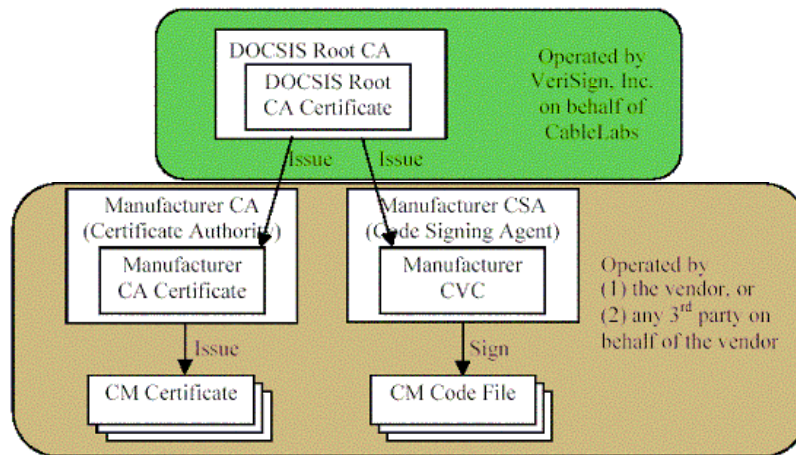 DOCSIS Root CA
DOCSIS Root
CA Certificate
Operated by
VeriSign, Inc.
on behalf of
CableLabs
Issue
Issue
Manufacturer CA
(Certificate Authority)
Manufacturer
CA Certificate
Manufacturer CSA
(Code Signing Agent)
Manufacturer
CVC
Operated by
(1) the vendor, or
(2) any 3rd party on
behalf of the vendor
Issue
Sign
CM Certificate
CM Code File